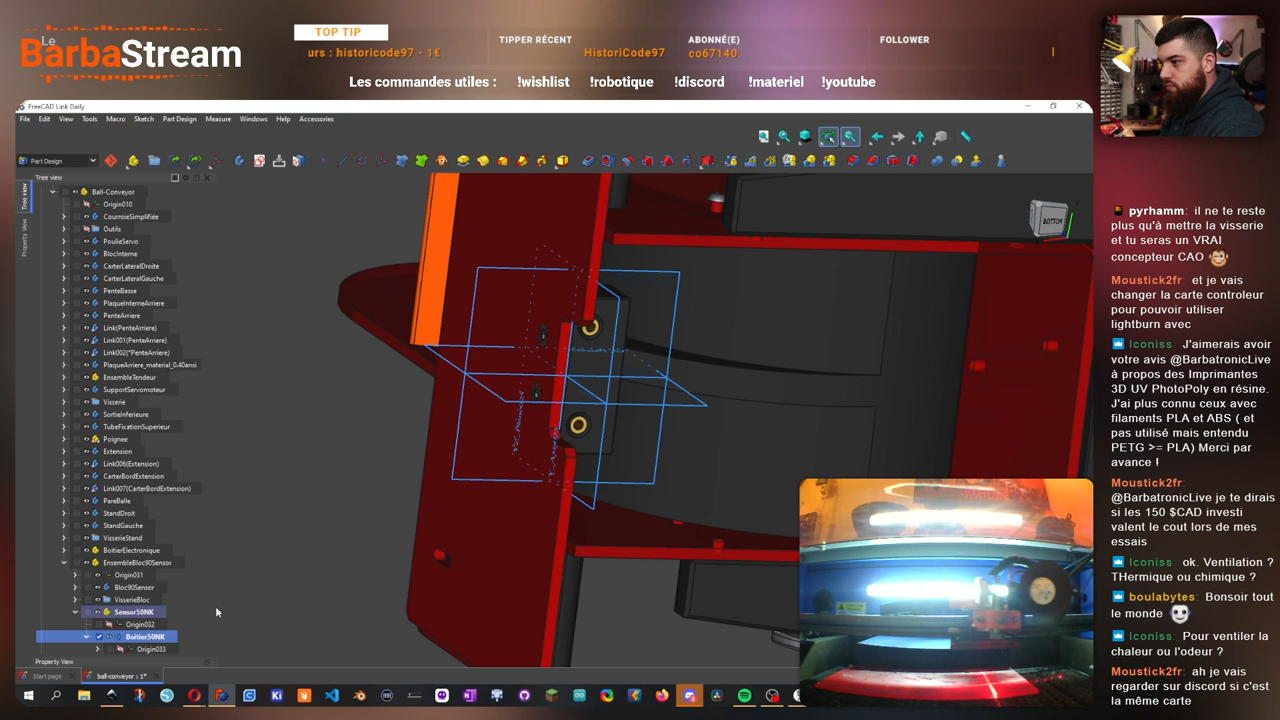 Le
BarbaStream
TOP TIP
urs : historicode97 - 1€
TIPPER RÉCENT
HistoriCode97
ABONNÉ(E)
co67140
FOLLOWER
Les commandes utiles : !wishlist !robotique !discord !materiel !youtube
FreeCAD Link Daily
File Edit View Tools Macro Sketch Part Design Measure Windows Help Accessories
Part Design
Tree view
Tree view
Property View
Ball-Conveyor
Origin010
CourroieSimplifiée
Outils
PoulieServo
BlocInterne
CarterLateralDroite
CarterLateralGauche
PenteBasse
PlaqueInterneArriere
PenteArriere
Link(PenteArriere)
Link001(PenteArriere)
Link002(*PenteArriere)
PlaqueArriere_material_0.40ansi
EnsembleTendeur
SupportServomoteur
Visserie
SortieInferieure
TubeFixationSuperieur
Poignee
Extension
Link006(Extension)
CarterBordExtension
Link007(CarterBordExtension)
PareBalle
StandDroit
StandGauche
VisserieStand
BoitierElectronique
EnsembleBloc90Sensor
Origin031
Bloc90Sensor
VisserieBloc
Sensor50NK
Origin032
Boitier50NK
Origin033
Property View
Start page
ball-conveyor : 1*
BOTTOM
pyrhamm: il ne te reste
plus qu'à mettre la visserie
et tu seras un VRAI
concepteur CAO
Moustick2fr: et je vais
changer la carte controleur
pour pouvoir utiliser
lightburn avec
Iconiss: J'aimerais avoir
votre avis @BarbatronicLive
à propos des Imprimantes
3D UV PhotoPoly en résine.
J'ai plus connu ceux avec
filaments PLA et ABS ( et
pas utilisé mais entendu
PETG >= PLA) Merci par
avance !
Moustick2fr:
@BarbatronicLive je te dirais
si les 150 $CAD investi
valent le cout lors de mes
essais
Iconiss: ok. Ventilation ?
THermique ou chimique ?
boulabytes: Bonsoir tout
le monde
Iconiss: Pour ventiler la
chaleur ou l'odeur ?
Moustick2fr: ah je vais
regarder sur discord si c'est
la même carte